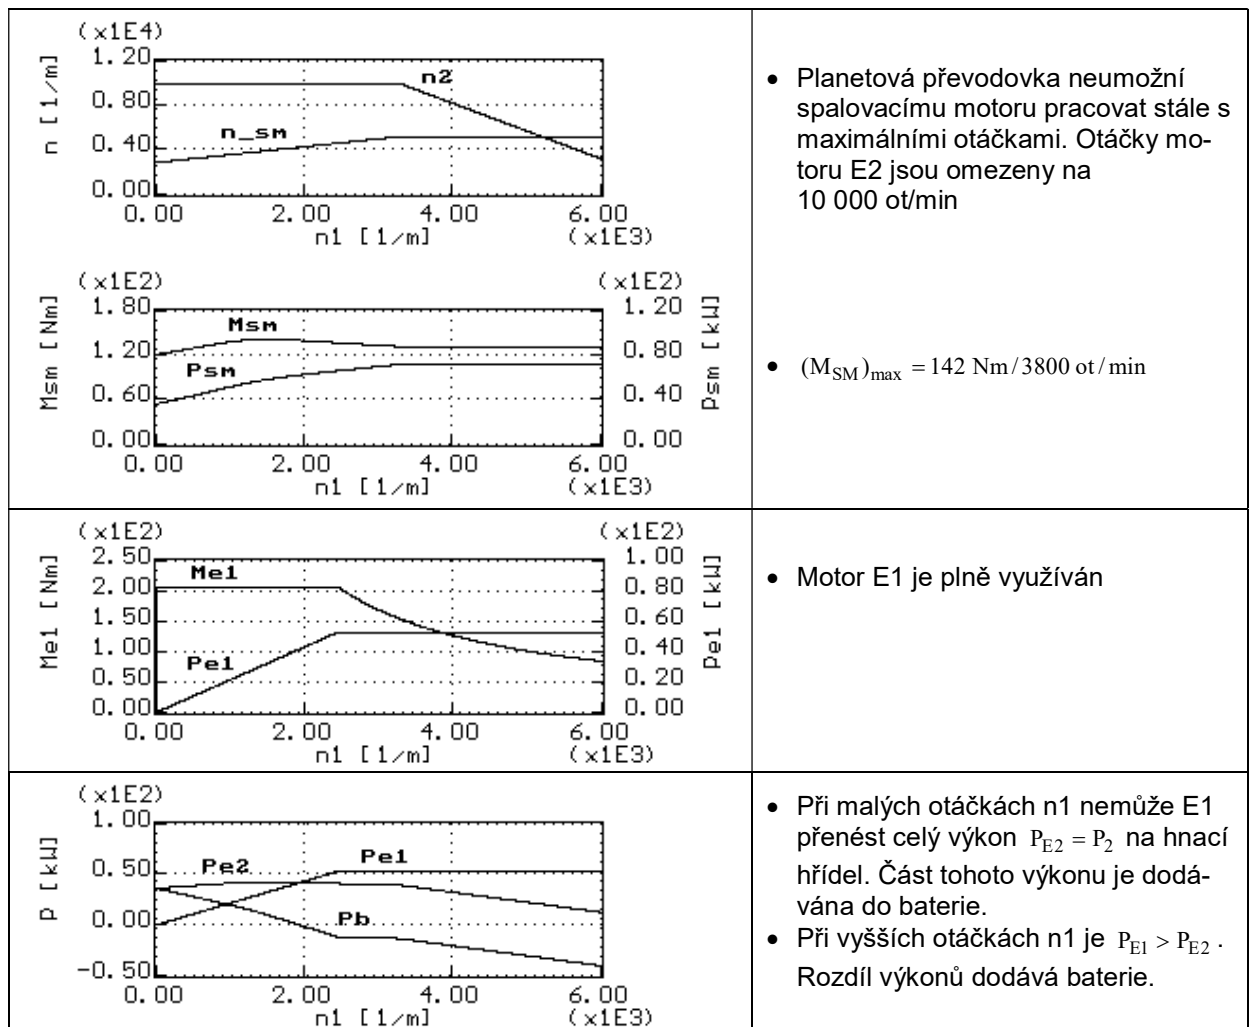 (x1E4)
1.20
0.80
0.40
0.00
n [1/m]
n2
n_sm
0.00 2.00 4.00 6.00
n1 [1/m] (x1E3)
• Planetová převodovka neumožní
spalovacímu motoru pracovat stále s
maximálními otáčkami. Otáčky mo-
toru E2 jsou omezeny na
10 000 ot/min
(x1E2) (x1E2)
1.80 1.20
1.20 0.80
0.60 0.40
0.00 0.00
Msm [Nm]
Psm [kW]
Msm
Psm
0.00 2.00 4.00 6.00
n1 [1/m] (x1E3)
• (M_SM)_max = 142 Nm/3800 ot/min
(x1E2) (x1E2)
2.50 1.00
2.00 0.80
1.50 0.60
1.00 0.40
0.50 0.20
0.00 0.00
Me1 [Nm]
Pe1 [kW]
Me1
Pe1
0.00 2.00 4.00 6.00
n1 [1/m] (x1E3)
• Motor E1 je plně využíván
(x1E2)
1.00
0.50
0.00
-0.50
p [kW]
Pe2
Pe1
Pb
0.00 2.00 4.00 6.00
n1 [1/m] (x1E3)
• Při malých otáčkách n1 nemůže E1
přenést celý výkon P_E2 = P_2 na hnací
hřídel. Část tohoto výkonu je dodá-
vána do baterie.
• Při vyšších otáčkách n1 je P_E1 > P_E2 .
Rozdíl výkonů dodává baterie.